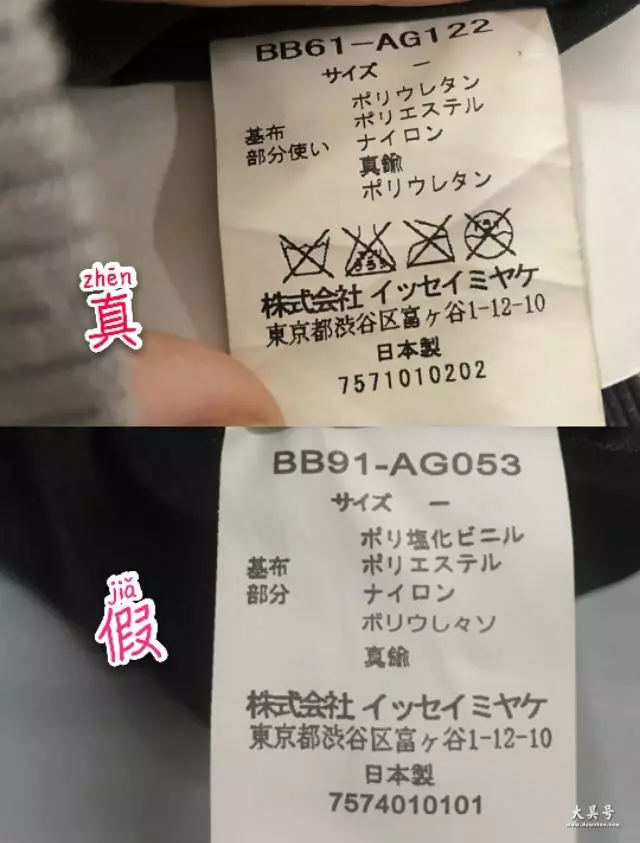 BB61-AG122
サイズ ー
ポリウレタン
ポリエステル
基布 ナイロン
部分使い 真鍮
ポリウレタン
zhēn
真
株式会社 イッセイミヤケ
東京都渋谷区富ヶ谷1-12-10
日本製
7571010202
BB91-AG053
サイズ ー
ポリ塩化ビニル
基布 ポリエステル
部分 ナイロン
ボリウし々ソ
真鍮
jiǎ
假
株式会社 イッセイミヤケ
東京都渋谷区富ヶ谷1-12-10
日本製
7574010101
大昊号